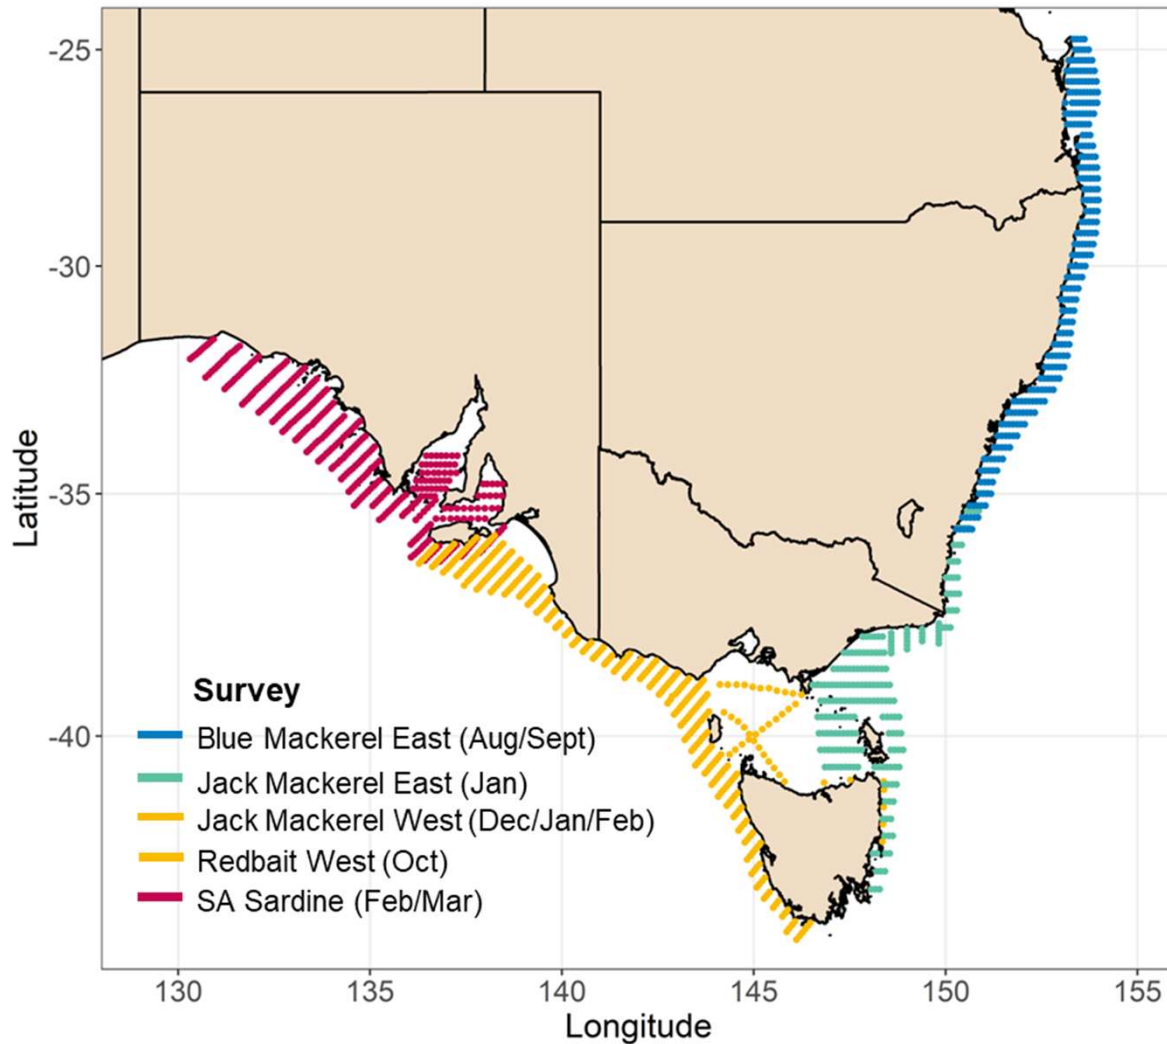 -25
-30
-35
-40
Latitude
Survey
Blue Mackerel East (Aug/Sept)
Jack Mackerel East (Jan)
Jack Mackerel West (Dec/Jan/Feb)
Redbait West (Oct)
SA Sardine (Feb/Mar)
130 135 140 145 150 155
Longitude